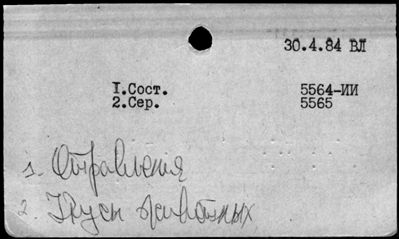 30.4.84 ВЛ
I.Сост. 5564-ИИ
2.Сер. 5565
1. Отравления
2. Укусы животных